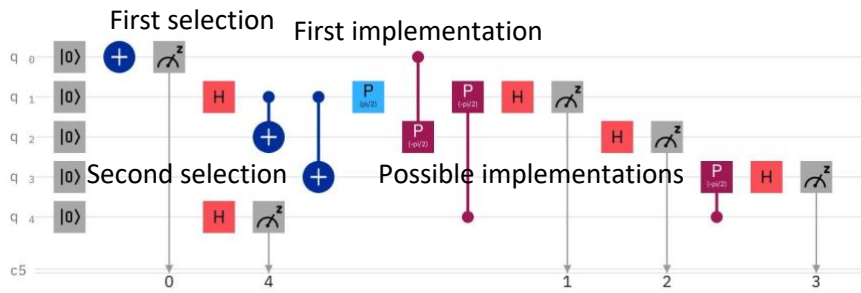 First selection
First implementation
q 0 |0⟩ + z
q 1 |0⟩ H P (pi/2) P (-pi/2) H z
q 2 |0⟩ + P (-pi/2) H z
Second selection
Possible implementations
q 3 |0⟩ + P (-pi/2) H z
q 4 |0⟩ H z
c5
0 4 1 2 3